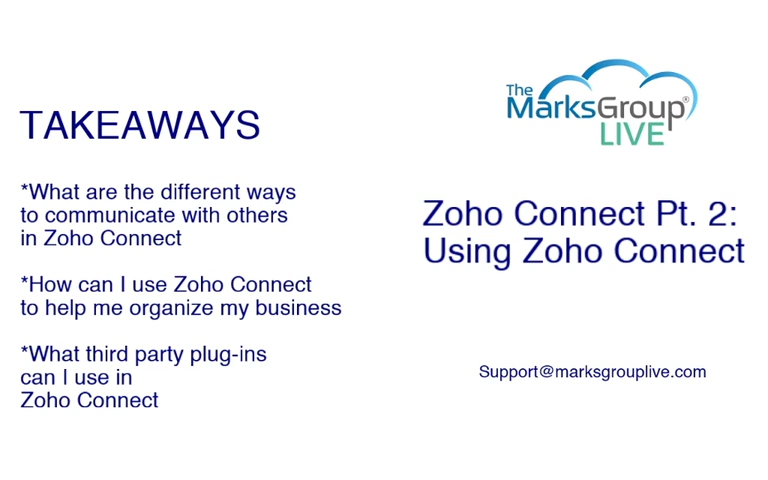 TAKEAWAYS
*What are the different ways
to communicate with others
in Zoho Connect
*How can I use Zoho Connect
to help me organize my business
*What third party plug-ins
can I use in
Zoho Connect
The
MarksGroup®
LIVE
Zoho Connect Pt. 2:
Using Zoho Connect
Support@marksgrouplive.com